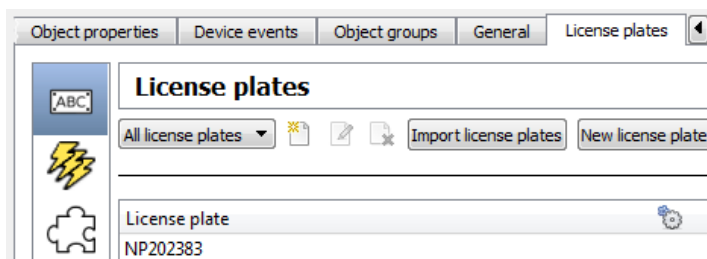 Object properties Device events Object groups General License plates
ABC
License plates
All license plates Import license plates New license plate
License plate
NP202383